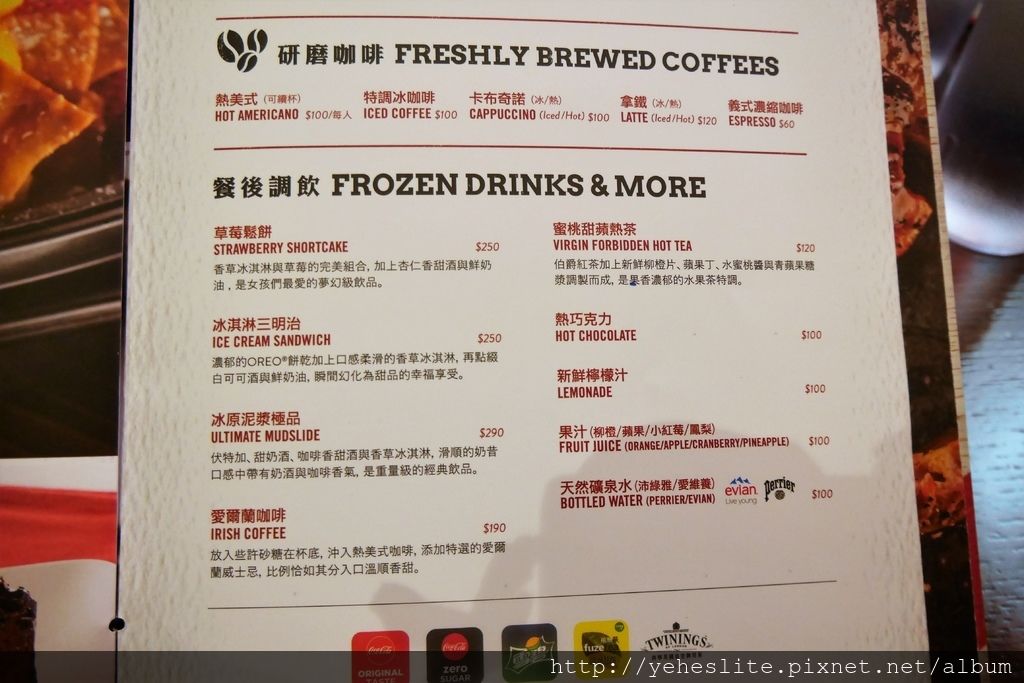 研磨咖啡 FRESHLY BREWED COFFEES
熱美式 (可續杯)
HOT AMERICANO $100/每人
特調冰咖啡
ICED COFFEE $100
卡布奇諾 (冰/熱)
CAPPUCCINO (Iced/Hot) $100
拿鐵 (冰/熱)
LATTE (Iced/Hot) $120
義式濃縮咖啡
ESPRESSO $60
餐後調飲 FROZEN DRINKS & MORE
草莓鬆餅
STRAWBERRY SHORTCAKE $250
香草冰淇淋與草莓的完美組合, 加上杏仁香甜酒與鮮奶
油 , 是女孩們最愛的夢幻級飲品。
冰淇淋三明治
ICE CREAM SANDWICH $250
濃郁的OREO®餅乾加上口感柔滑的香草冰淇淋, 再點綴
白可可酒與鮮奶油, 瞬間幻化為甜品的幸福享受。
冰原泥漿極品
ULTIMATE MUDSLIDE $290
伏特加、甜奶酒、咖啡香甜酒與香草冰淇淋, 滑順的奶昔
口感中帶有奶酒與咖啡香氣, 是重量級的經典飲品。
愛爾蘭咖啡
IRISH COFFEE $190
放入些許砂糖在杯底, 沖入熱美式咖啡, 添加特選的愛爾
蘭威士忌, 比例恰如其分入口溫順香甜。
蜜桃甜蘋熱茶
VIRGIN FORBIDDEN HOT TEA $120
伯爵紅茶加上新鮮柳橙片、蘋果丁、水蜜桃醬與青蘋果糖
漿調製而成, 是果香濃郁的水果茶特調。
熱巧克力
HOT CHOCOLATE $100
新鮮檸檬汁
LEMONADE $100
果汁 (柳橙/蘋果/小紅莓/鳳梨)
FRUIT JUICE (ORANGE/APPLE/CRANBERRY/PINEAPPLE) $100
天然礦泉水 (沛綠雅/愛維養)
BOTTLED WATER (PERRIER/EVIAN) $100
evian
Live young
perrier
Coca-Cola
ORIGINAL
TASTE
Coca-Cola
zero
SUGAR
fuze
TWININGS
http://yeheslite.pixnet.net/album